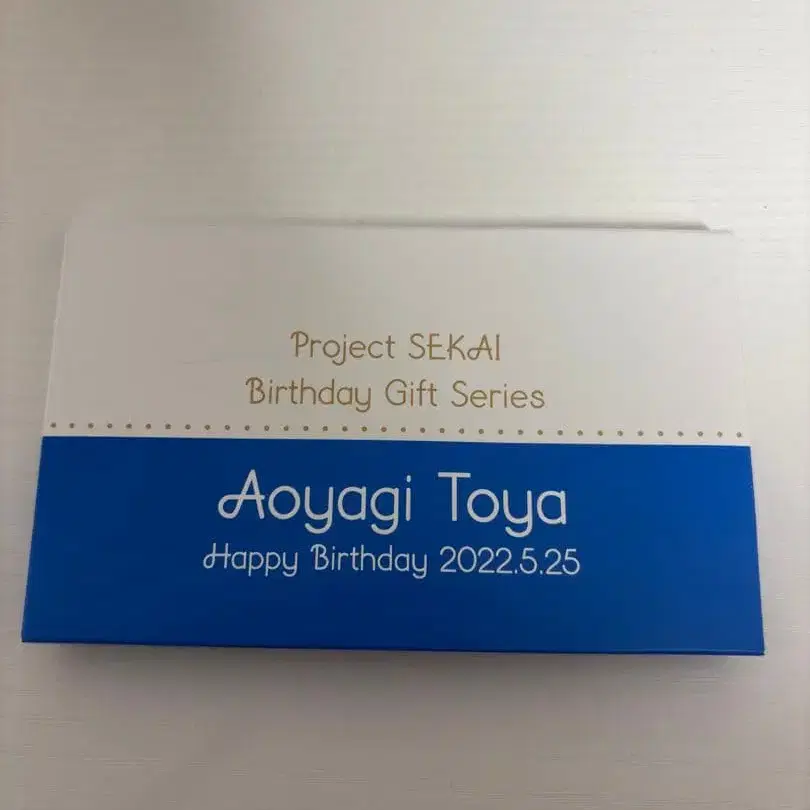 Project SEKAI
Birthday Gift Series
Aoyagi Toya
Happy Birthday 2022.5.25